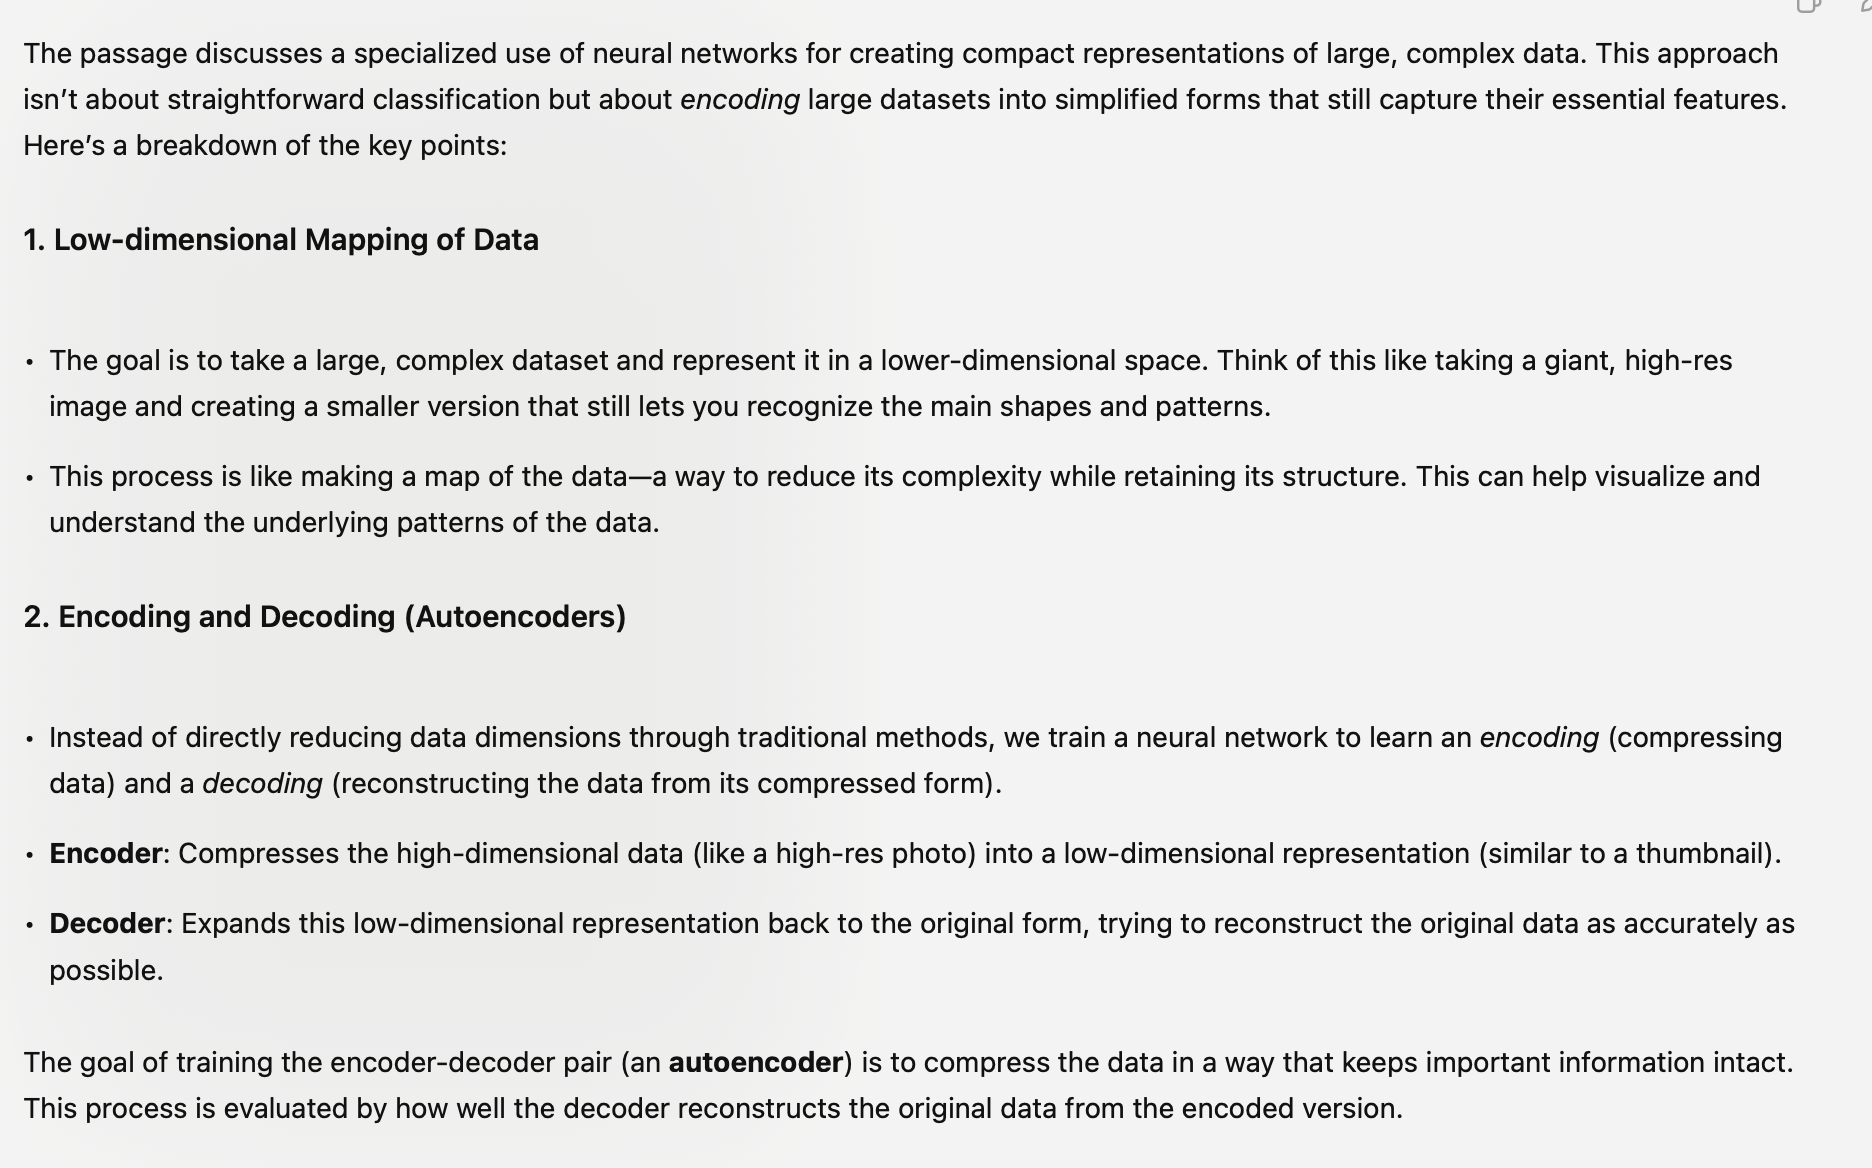 The passage discusses a specialized use of neural networks for creating compact representations of large, complex data. This approach
isn’t about straightforward classification but about encoding large datasets into simplified forms that still capture their essential features.
Here’s a breakdown of the key points:
1. Low-dimensional Mapping of Data
• The goal is to take a large, complex dataset and represent it in a lower-dimensional space. Think of this like taking a giant, high-res
image and creating a smaller version that still lets you recognize the main shapes and patterns.
• This process is like making a map of the data—a way to reduce its complexity while retaining its structure. This can help visualize and
understand the underlying patterns of the data.
2. Encoding and Decoding (Autoencoders)
• Instead of directly reducing data dimensions through traditional methods, we train a neural network to learn an encoding (compressing
data) and a decoding (reconstructing the data from its compressed form).
• Encoder: Compresses the high-dimensional data (like a high-res photo) into a low-dimensional representation (similar to a thumbnail).
• Decoder: Expands this low-dimensional representation back to the original form, trying to reconstruct the original data as accurately as
possible.
The goal of training the encoder-decoder pair (an autoencoder) is to compress the data in a way that keeps important information intact.
This process is evaluated by how well the decoder reconstructs the original data from the encoded version.